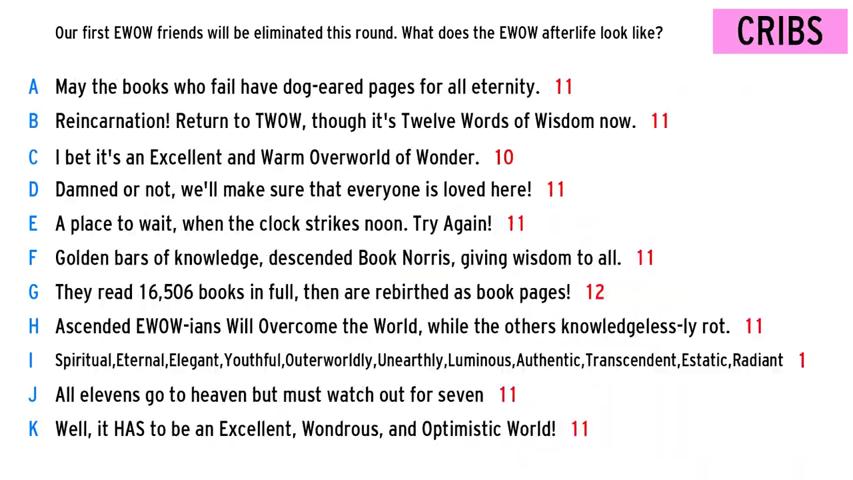 Our first EWOW friends will be eliminated this round. What does the EWOW afterlife look like?
CRIBS
A May the books who fail have dog-eared pages for all eternity. 11
B Reincarnation! Return to TWOW, though it's Twelve Words of Wisdom now. 11
C I bet it's an Excellent and Warm Overworld of Wonder. 10
D Damned or not, we'll make sure that everyone is loved here! 11
E A place to wait, when the clock strikes noon. Try Again! 11
F Golden bars of knowledge, descended Book Norris, giving wisdom to all. 11
G They read 16,506 books in full, then are rebirthed as book pages! 12
H Ascended EWOW-ians Will Overcome the World, while the others knowledgeless-ly rot. 11
I Spiritual,Eternal,Elegant,Youthful,Outerworldly,Unearthly,Luminous,Authentic,Transcendent,Estatic,Radiant 1
J All elevens go to heaven but must watch out for seven 11
K Well, it HAS to be an Excellent, Wondrous, and Optimistic World! 11